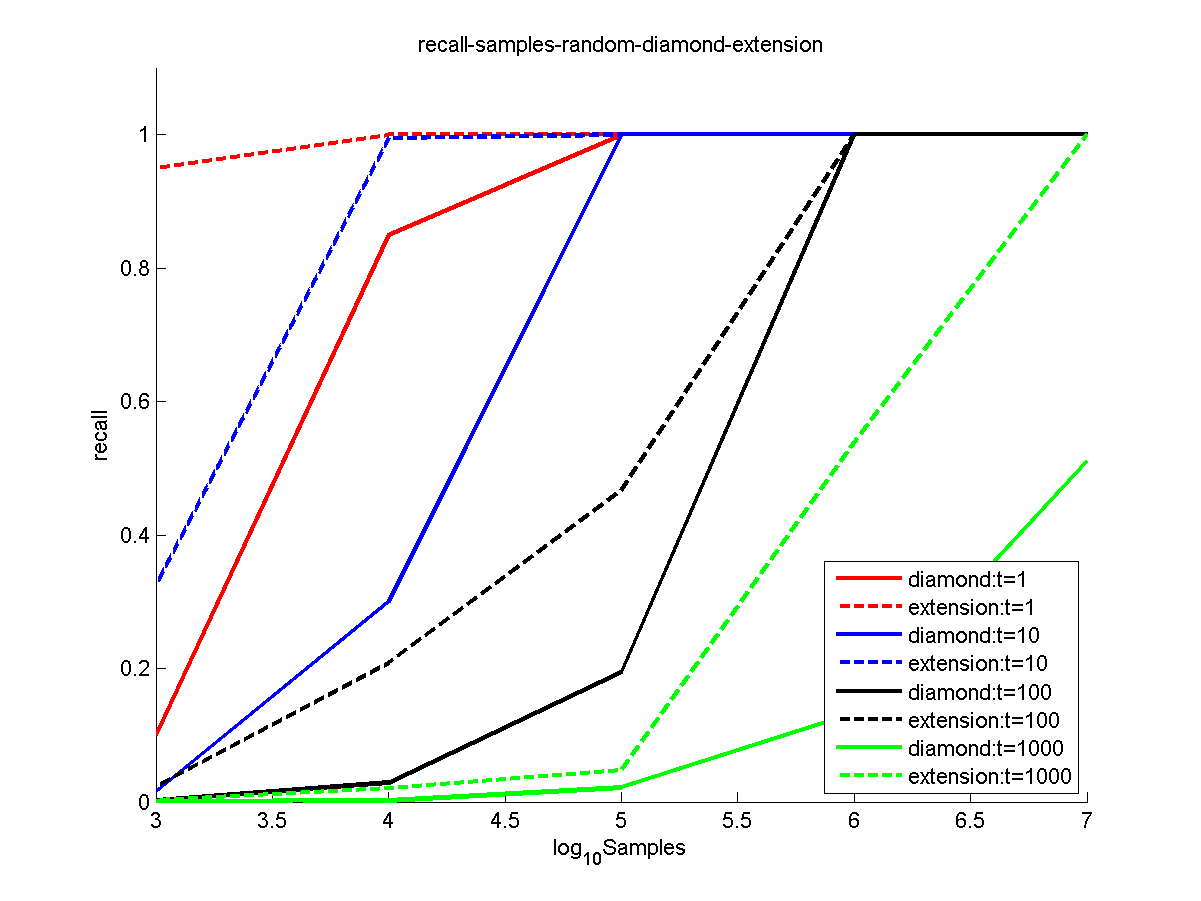 recall-samples-random-diamond-extension
1
0.8
0.6
0.4
0.2
0
recall
3
3.5
4
4.5
5
5.5
6
6.5
7
log10Samples
diamond:t=1
extension:t=1
diamond:t=10
extension:t=10
diamond:t=100
extension:t=100
diamond:t=1000
extension:t=1000